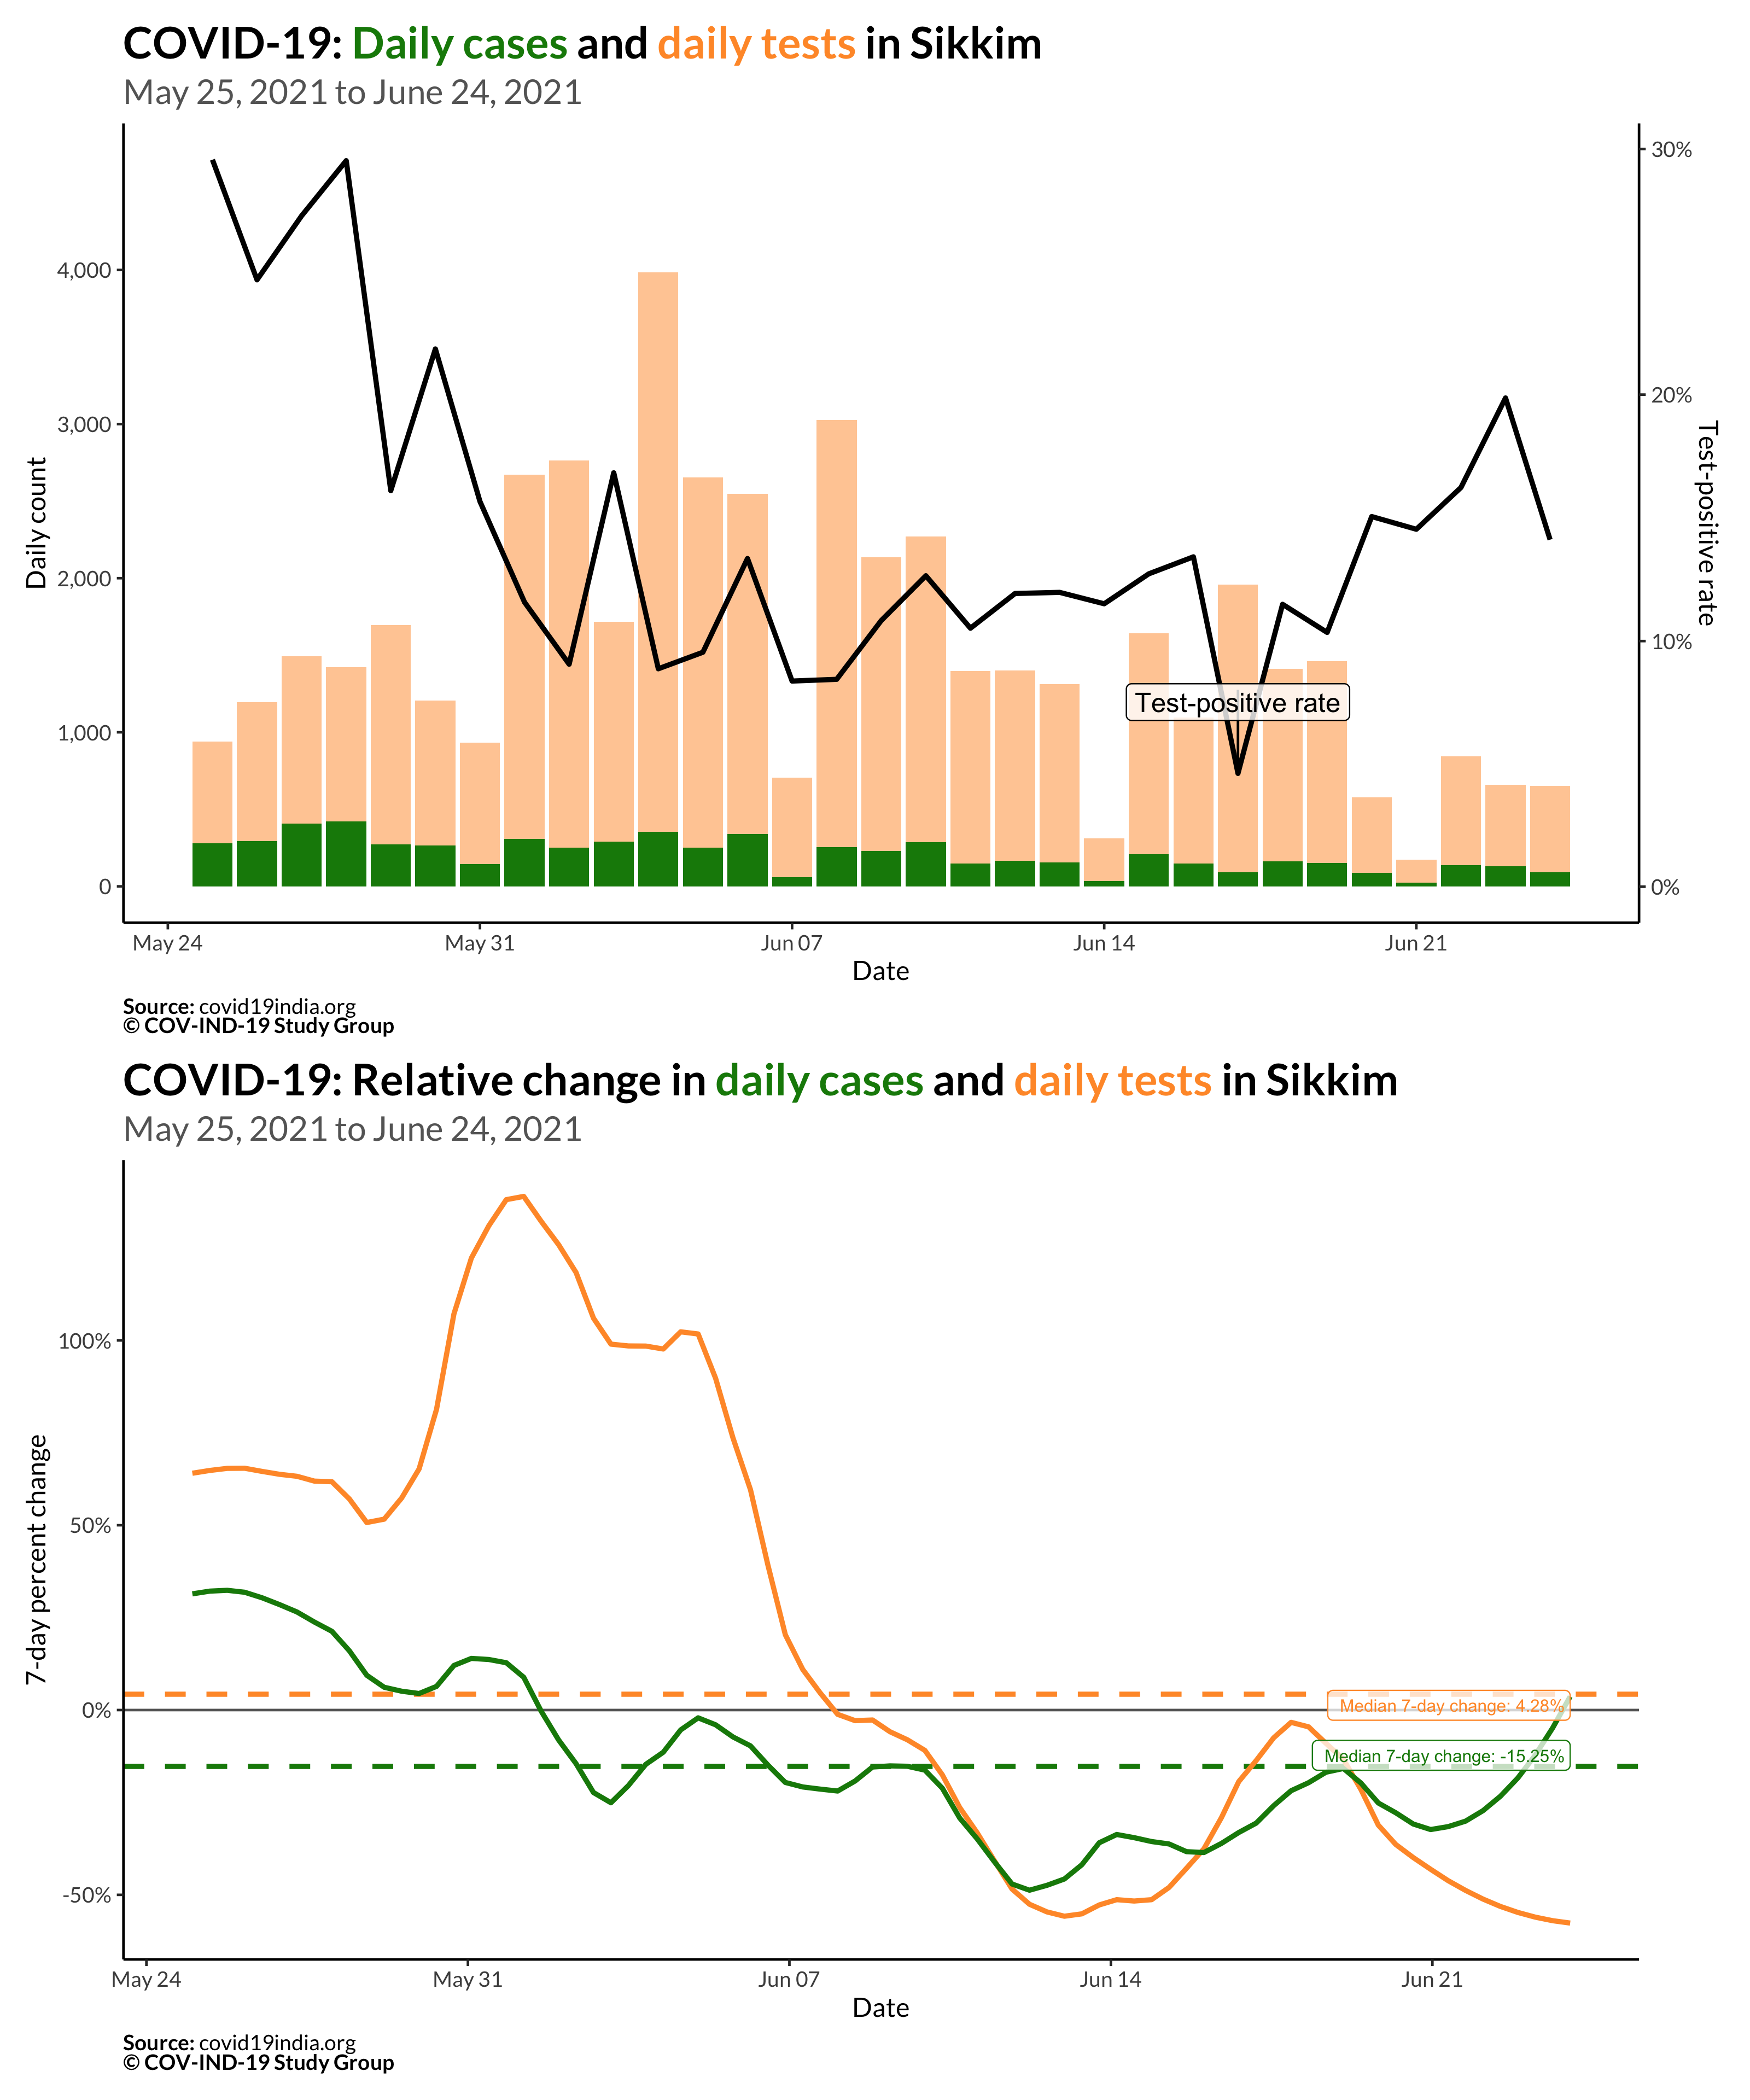 COVID-19: Daily cases and daily tests in Sikkim
May 25, 2021 to June 24, 2021
30%
4,000
20%
3,000
Daily count
Test-positive rate
2,000
10%
Test-positive rate
1,000
0
0%
May 24
May 31
Jun 07
Jun 14
Jun 21
Date
Source: covid19india.org
© COV-IND-19 Study Group
COVID-19: Relative change in daily cases and daily tests in Sikkim
May 25, 2021 to June 24, 2021
100%
50%
7-day percent change
Median 7-day change: 4.28%
0%
Median 7-day change: -15.25%
-50%
May 24
May 31
Jun 07
Jun 14
Jun 21
Date
Source: covid19india.org
© COV-IND-19 Study Group